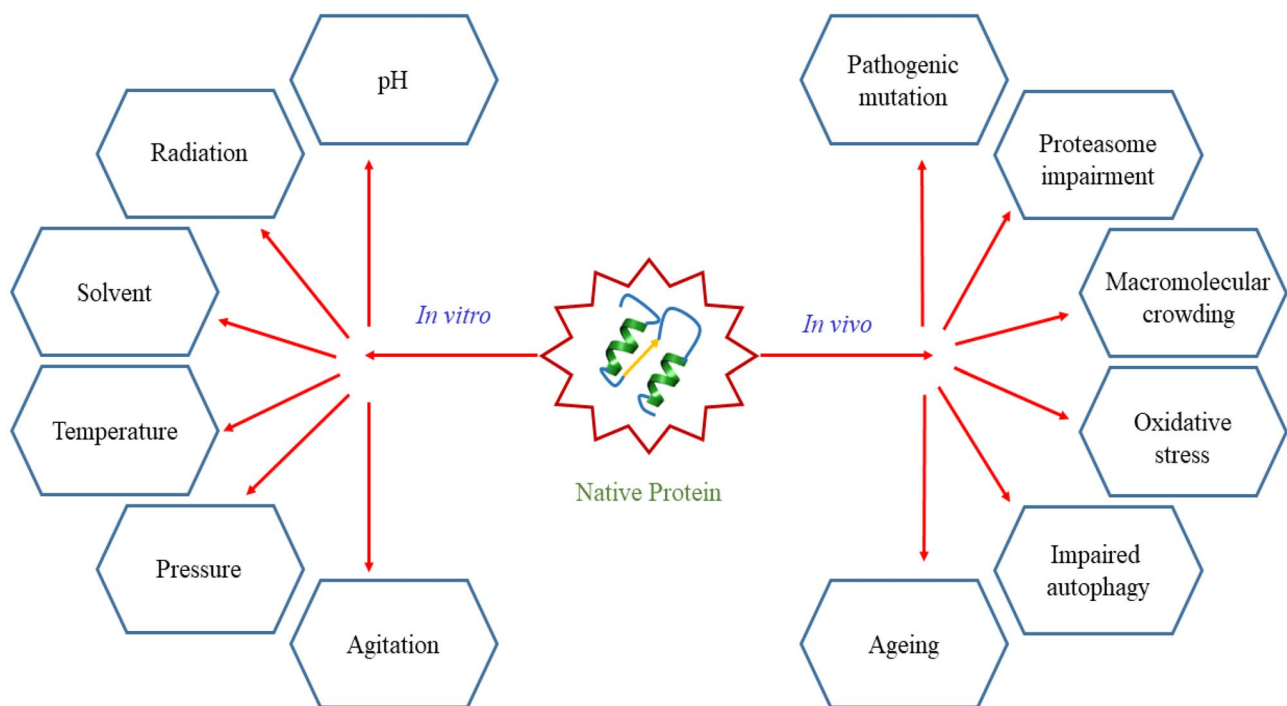 pH
Radiation
Solvent
Temperature
Pressure
Agitation
In vitro
Native Protein
In vivo
Pathogenic
mutation
Proteasome
impairment
Macromolecular
crowding
Oxidative
stress
Impaired
autophagy
Ageing